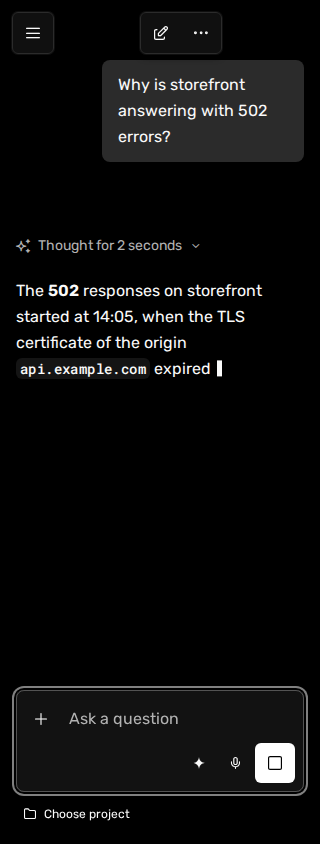 Why is storefront
answering with 502
errors?
Thought for 2 seconds
The 502 responses on storefront
started at 14:05, when the TLS
certificate of the origin
api.example.com expired
Ask a question
Choose project